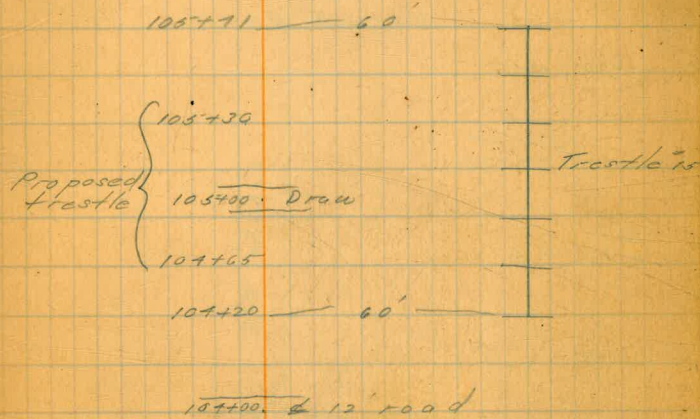 105+41 60'
105+30
Trestle #15
Proposed
trestle
105+00. Draw
104+65
104+20 60'
104+00. ℄ 12' road